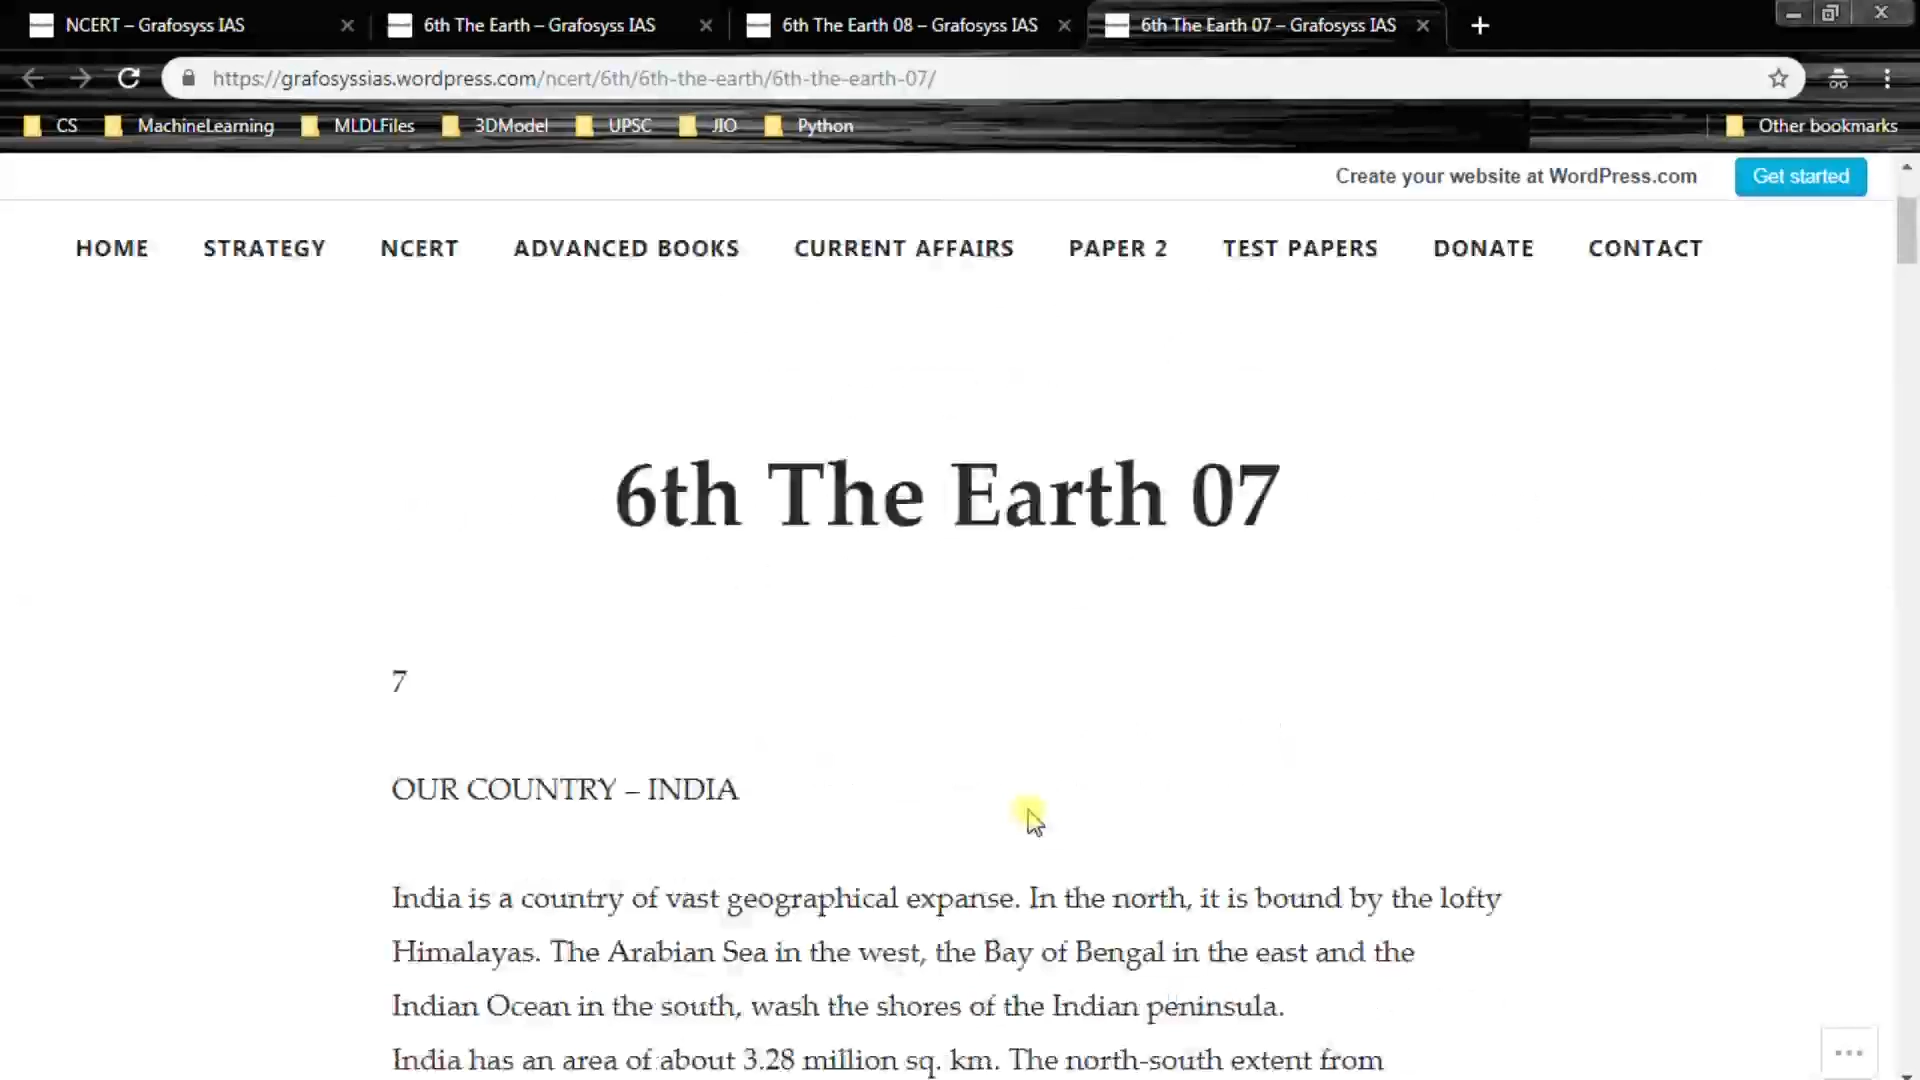 NCERT – Grafosyss IAS
6th The Earth – Grafosyss IAS
6th The Earth 08 – Grafosyss IAS
6th The Earth 07 – Grafosyss IAS
https://grafosyssias.wordpress.com/ncert/6th/6th-the-earth/6th-the-earth-07/
CS
MachineLearning
MLDLFiles
3DModel
UPSC
JIO
Python
Other bookmarks
Create your website at WordPress.com
Get started
HOME
STRATEGY
NCERT
ADVANCED BOOKS
CURRENT AFFAIRS
PAPER 2
TEST PAPERS
DONATE
CONTACT
6th The Earth 07
7
OUR COUNTRY – INDIA
India is a country of vast geographical expanse. In the north, it is bound by the lofty
Himalayas. The Arabian Sea in the west, the Bay of Bengal in the east and the
Indian Ocean in the south, wash the shores of the Indian peninsula.
India has an area of about 3.28 million sq. km. The north-south extent from